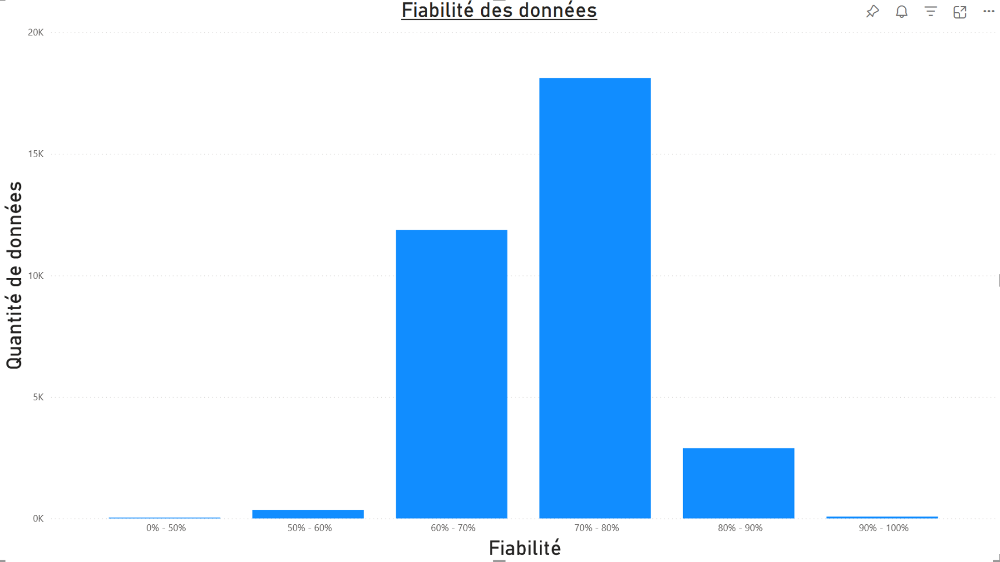 Fiabilité des données
20K
15K
10K
5K
0K
Quantité de données
0% - 50%
50% - 60%
60% - 70%
70% - 80%
80% - 90%
90% - 100%
Fiabilité